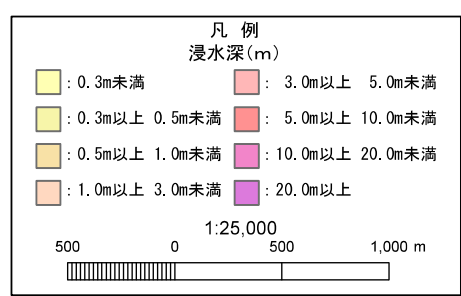 凡 例
浸水深(m)
: 0.3m未満
: 0.3m以上 0.5m未満
: 0.5m以上 1.0m未満
: 1.0m以上 3.0m未満
: 3.0m以上 5.0m未満
: 5.0m以上 10.0m未満
: 10.0m以上 20.0m未満
: 20.0m以上
1:25,000
500 0 500 1,000 m